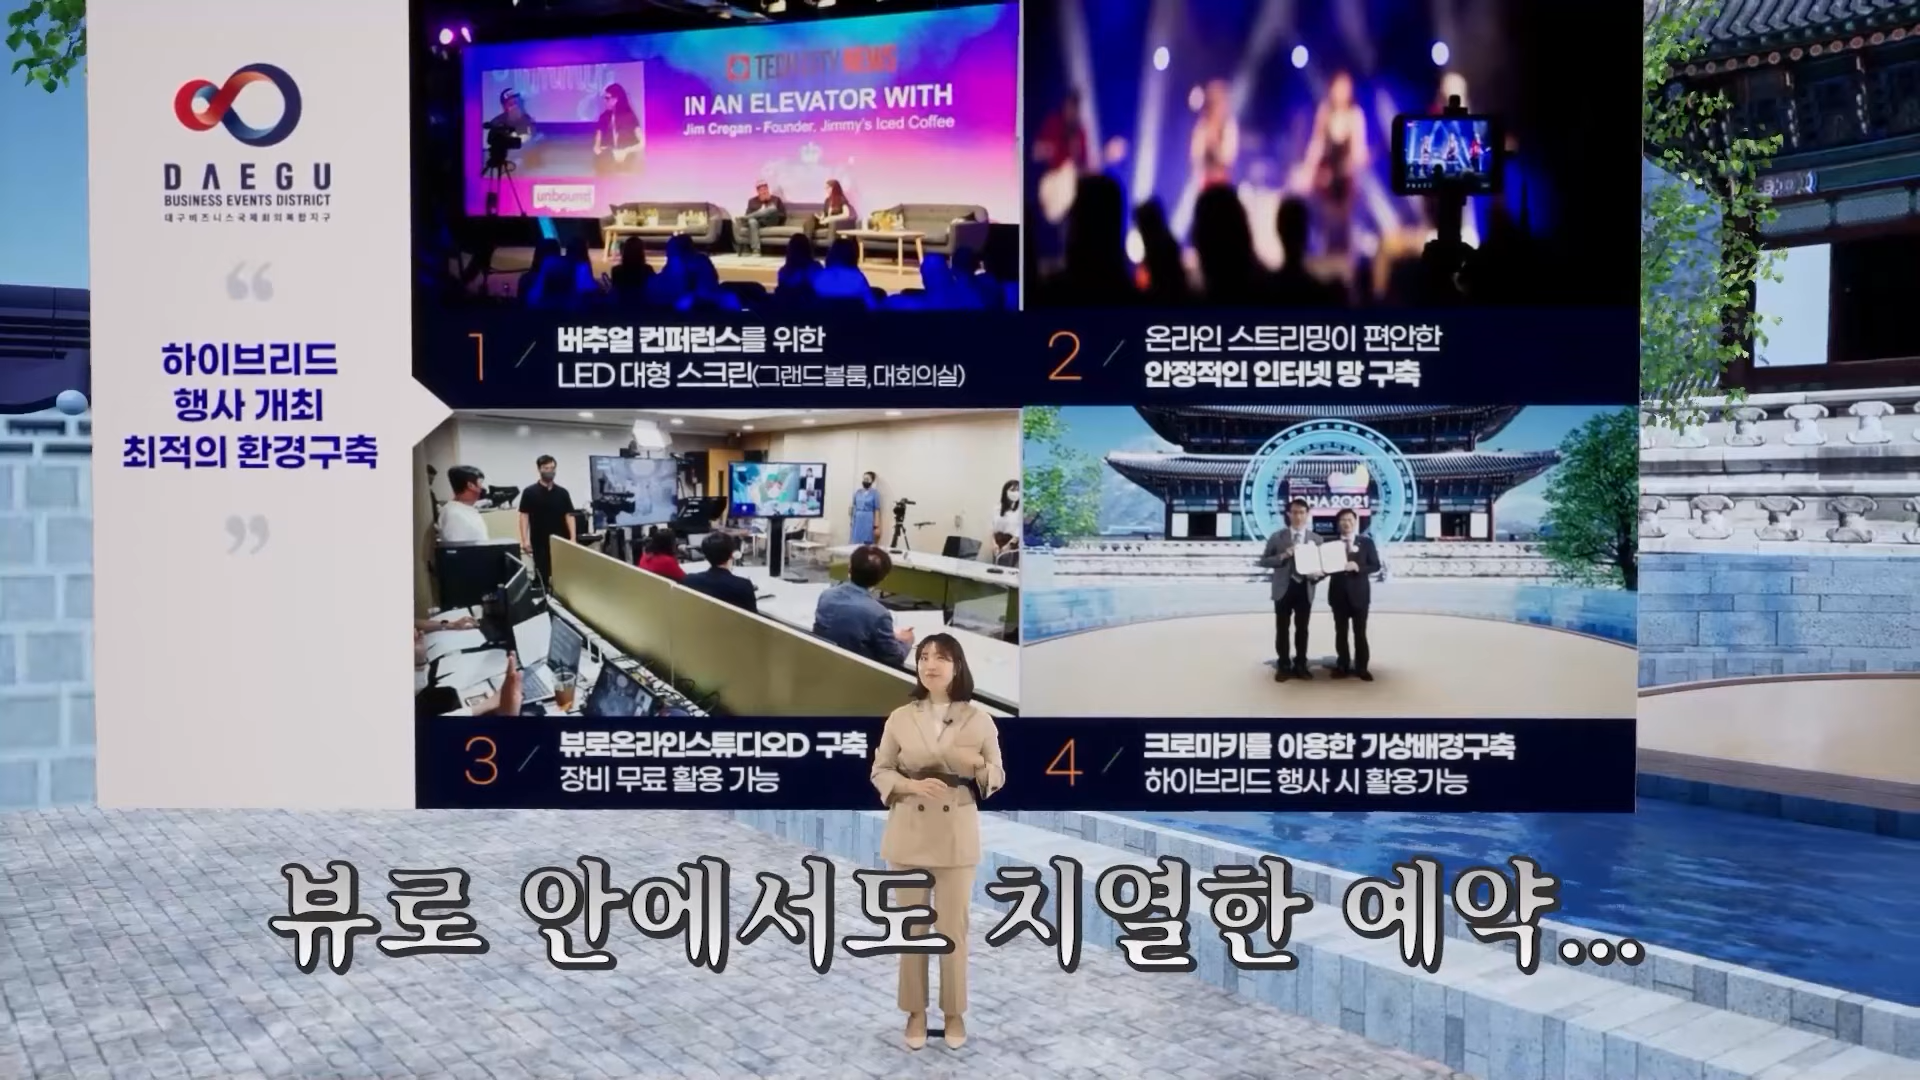 DAEGU
BUSINESS EVENTS DISTRICT
대구비즈니스국제회의복합지구
“
하이브리드
행사 개최
최적의 환경구축
”
TECH CITY NEWS
IN AN ELEVATOR WITH
Jim Cregan - Founder, Jimmy's Iced Coffee
unbound
1 / 버추얼 컨퍼런스를 위한
LED 대형 스크린(그랜드볼룸,대회의실)
2 / 온라인 스트리밍이 편안한
안정적인 인터넷 망 구축
3 / 뷰로온라인스튜디오D 구축
장비 무료 활용 가능
4 / 크로마키를 이용한 가상배경구축
하이브리드 행사 시 활용가능
뷰로 안에서도 치열한 예약...